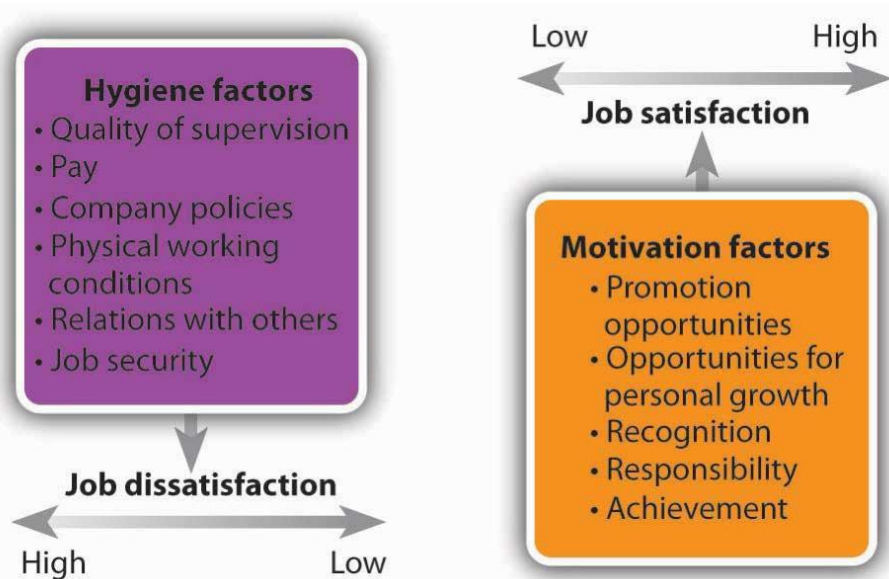 Hygiene factors
• Quality of supervision
• Pay
• Company policies
• Physical working
conditions
• Relations with others
• Job security
Job dissatisfaction
High Low
Low High
Job satisfaction
Motivation factors
• Promotion
opportunities
• Opportunities for
personal growth
• Recognition
• Responsibility
• Achievement